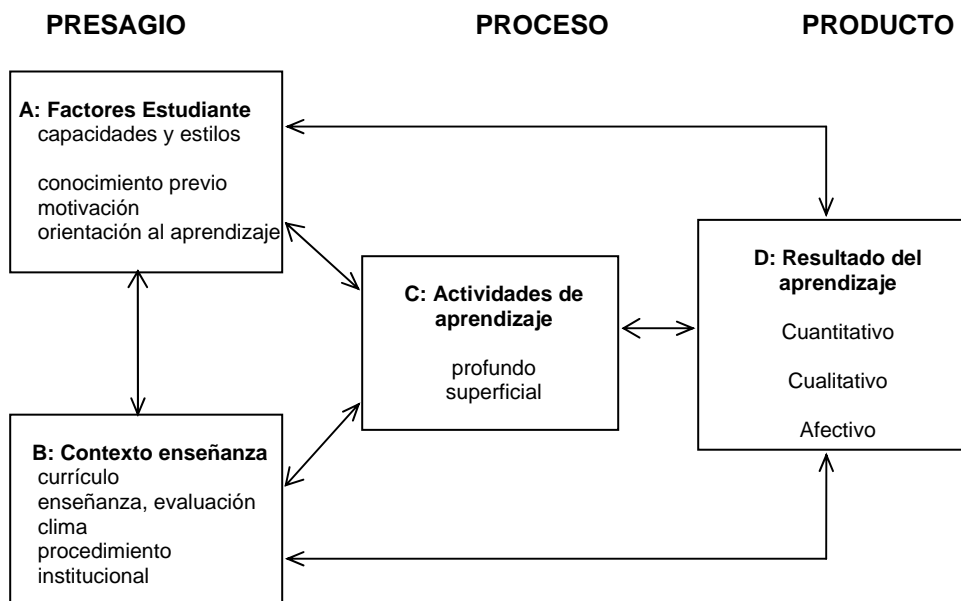 PRESAGIO
PROCESO
PRODUCTO
A: Factores Estudiante
capacidades y estilos
conocimiento previo
motivación
orientación al aprendizaje
B: Contexto enseñanza
currículo
enseñanza, evaluación
clima
procedimiento
institucional
C: Actividades de
aprendizaje
profundo
superficial
D: Resultado del
aprendizaje
Cuantitativo
Cualitativo
Afectivo